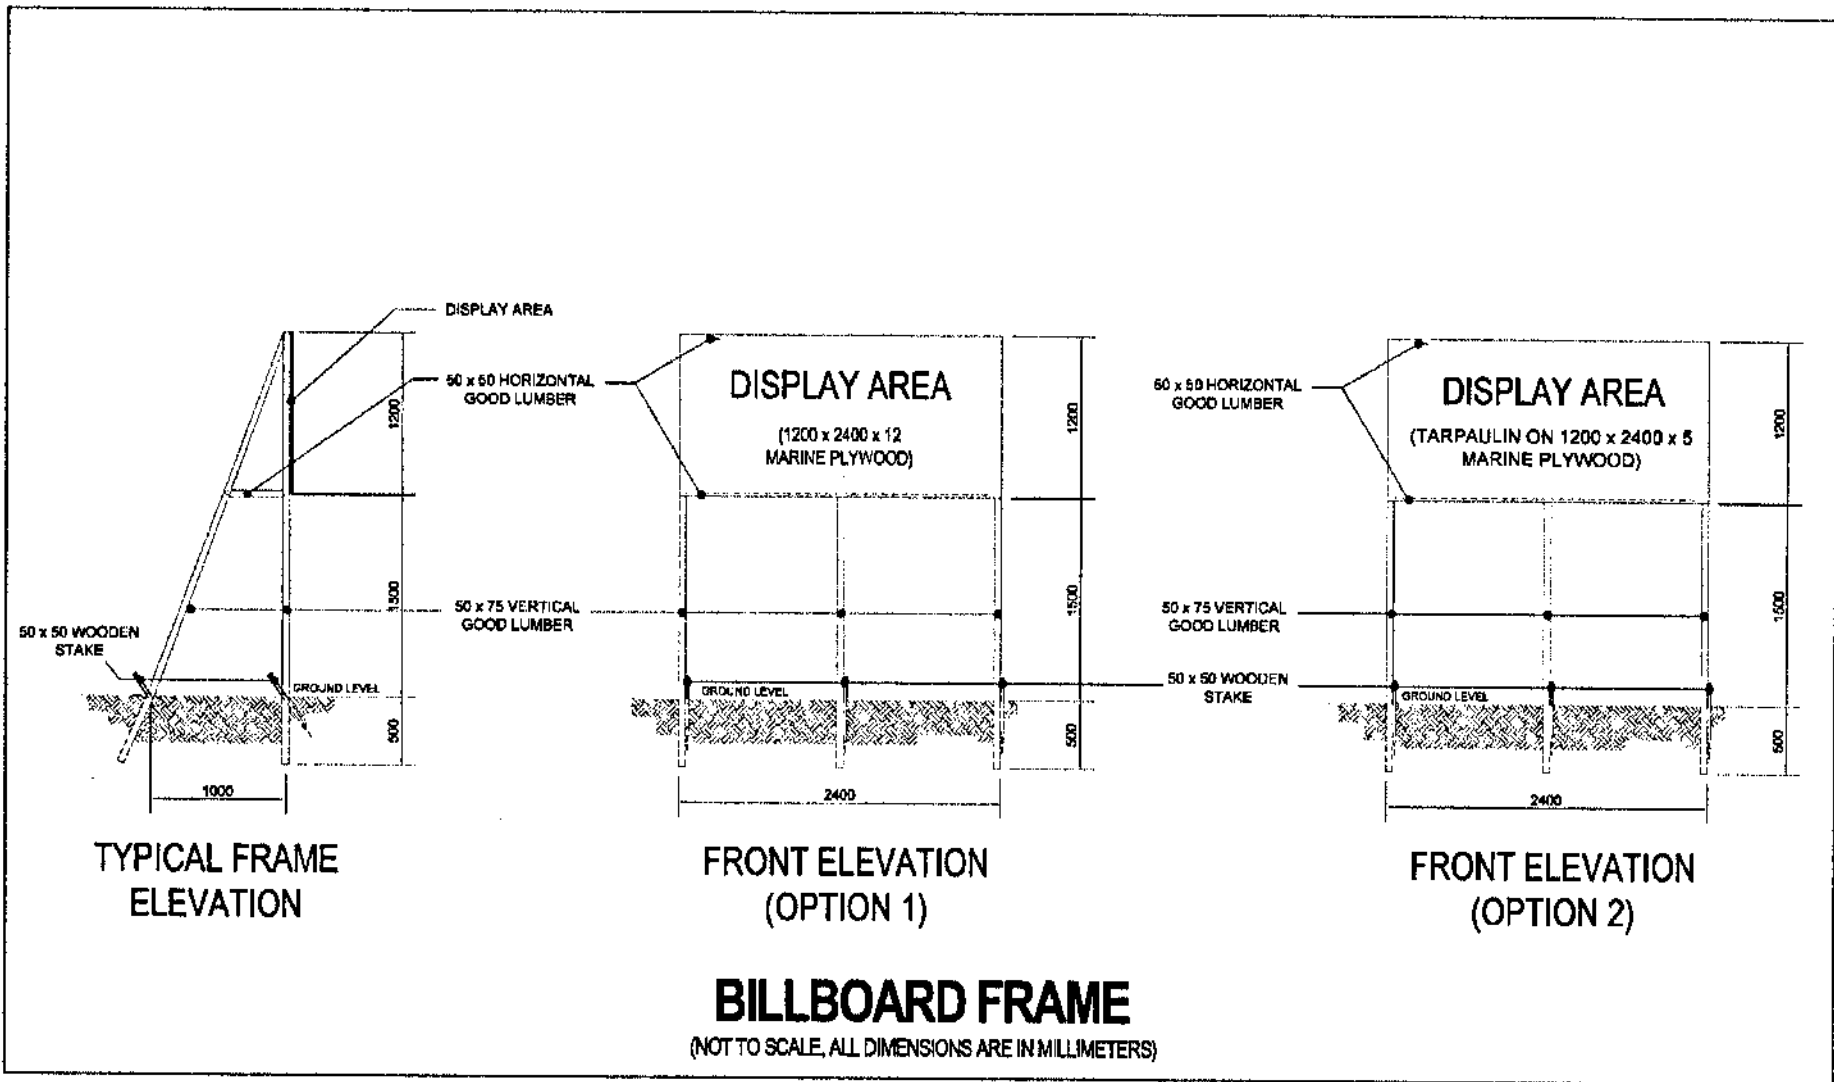 DISPLAY AREA
50 x 50 HORIZONTAL
GOOD LUMBER
1200
1500
50 x 75 VERTICAL
GOOD LUMBER
50 x 50 WOODEN
STAKE
GROUND LEVEL
500
1000
TYPICAL FRAME
ELEVATION
DISPLAY AREA
(1200 x 2400 x 12
MARINE PLYWOOD)
1200
1500
GROUND LEVEL
500
2400
FRONT ELEVATION
(OPTION 1)
50 x 50 HORIZONTAL
GOOD LUMBER
DISPLAY AREA
(TARPAULIN ON 1200 x 2400 x 5
MARINE PLYWOOD)
1200
50 x 75 VERTICAL
GOOD LUMBER
1500
50 x 50 WOODEN
STAKE
GROUND LEVEL
500
2400
FRONT ELEVATION
(OPTION 2)
BILLBOARD FRAME
(NOT TO SCALE, ALL DIMENSIONS ARE IN MILLIMETERS)